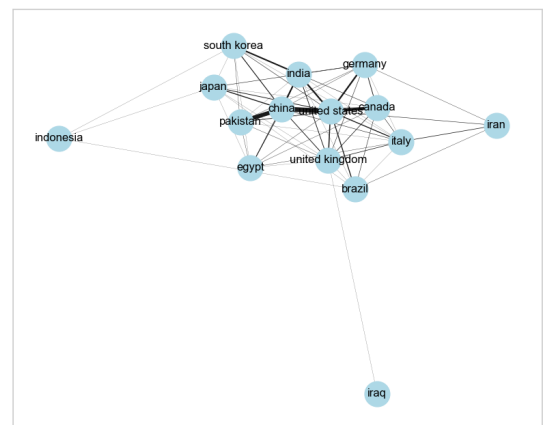 south korea
germany
india
japan
china
united states
canada
pakistan
indonesia
iran
italy
egypt
united kingdom
brazil
iraq